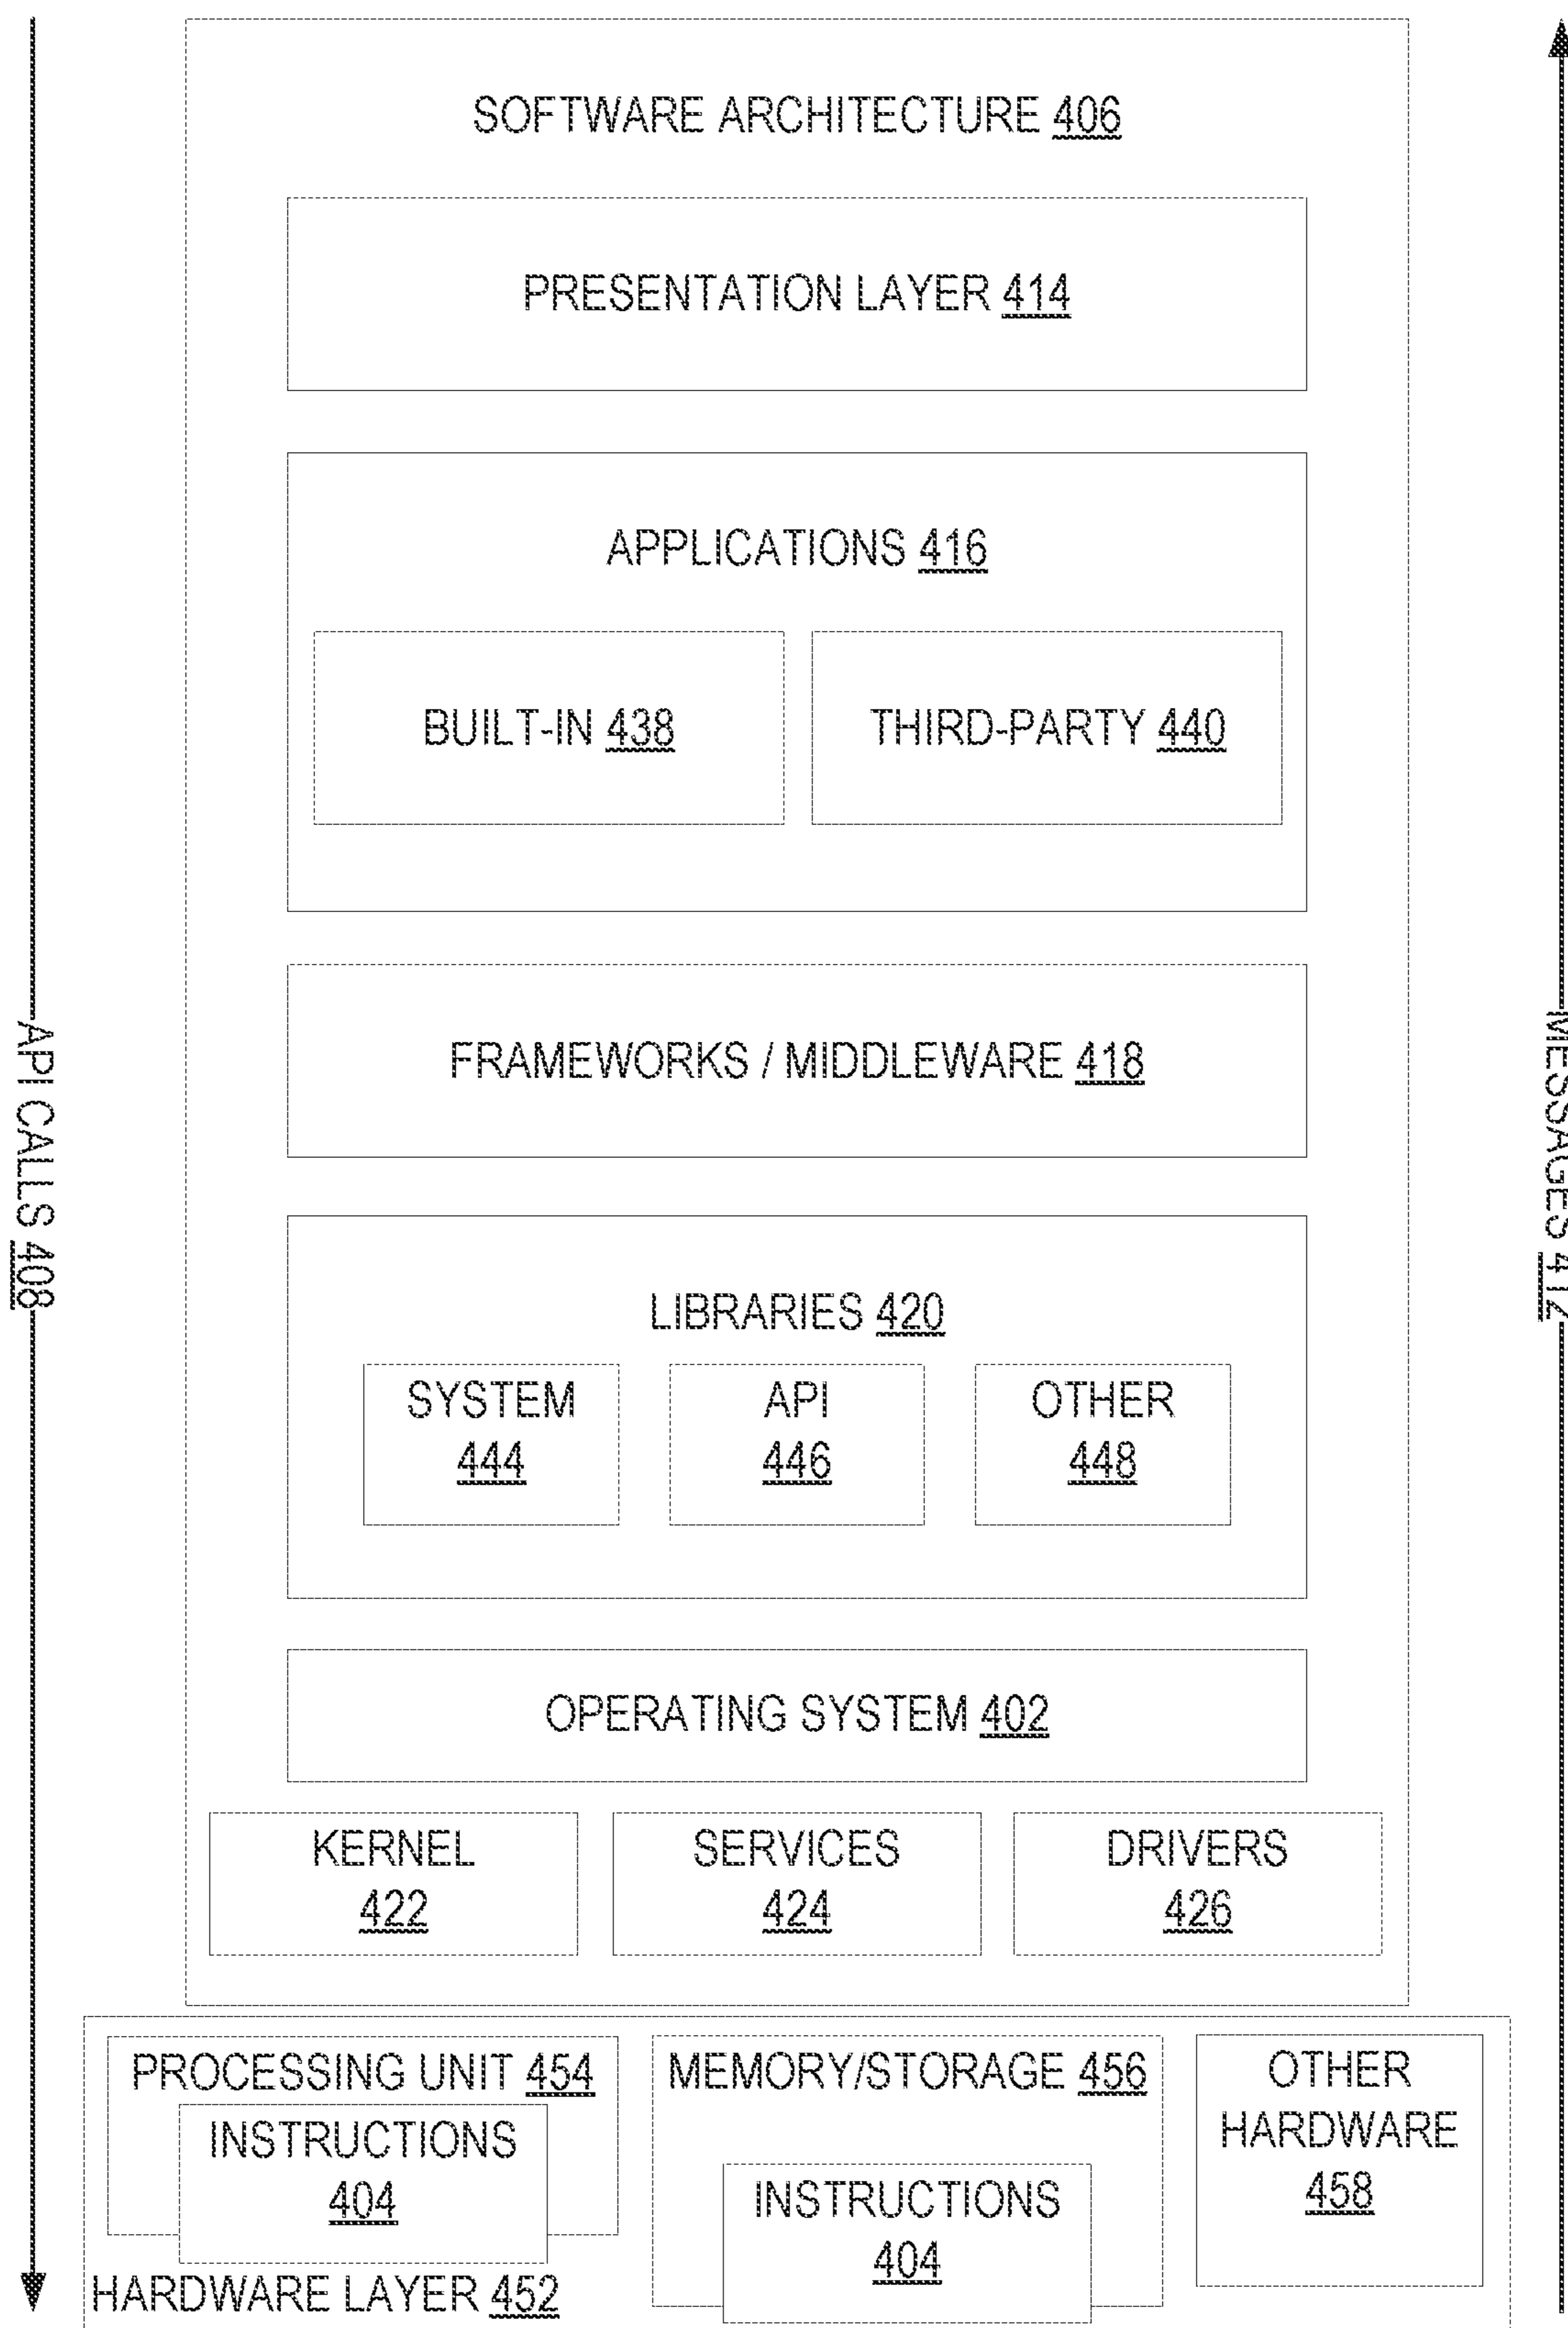 SOFTWARE ARCHITECTURE 406
PRESENTATION LAYER 414
APPLICATIONS 416
BUILT-IN 438
THIRD-PARTY 440
FRAMEWORKS / MIDDLEWARE 418
API CALLS 408
MESSAGES 412
LIBRARIES 420
SYSTEM
444
API
446
OTHER
448
OPERATING SYSTEM 402
KERNEL
422
SERVICES
424
DRIVERS
426
PROCESSING UNIT 454
INSTRUCTIONS
404
MEMORY/STORAGE 456
INSTRUCTIONS
404
OTHER
HARDWARE
458
HARDWARE LAYER 452